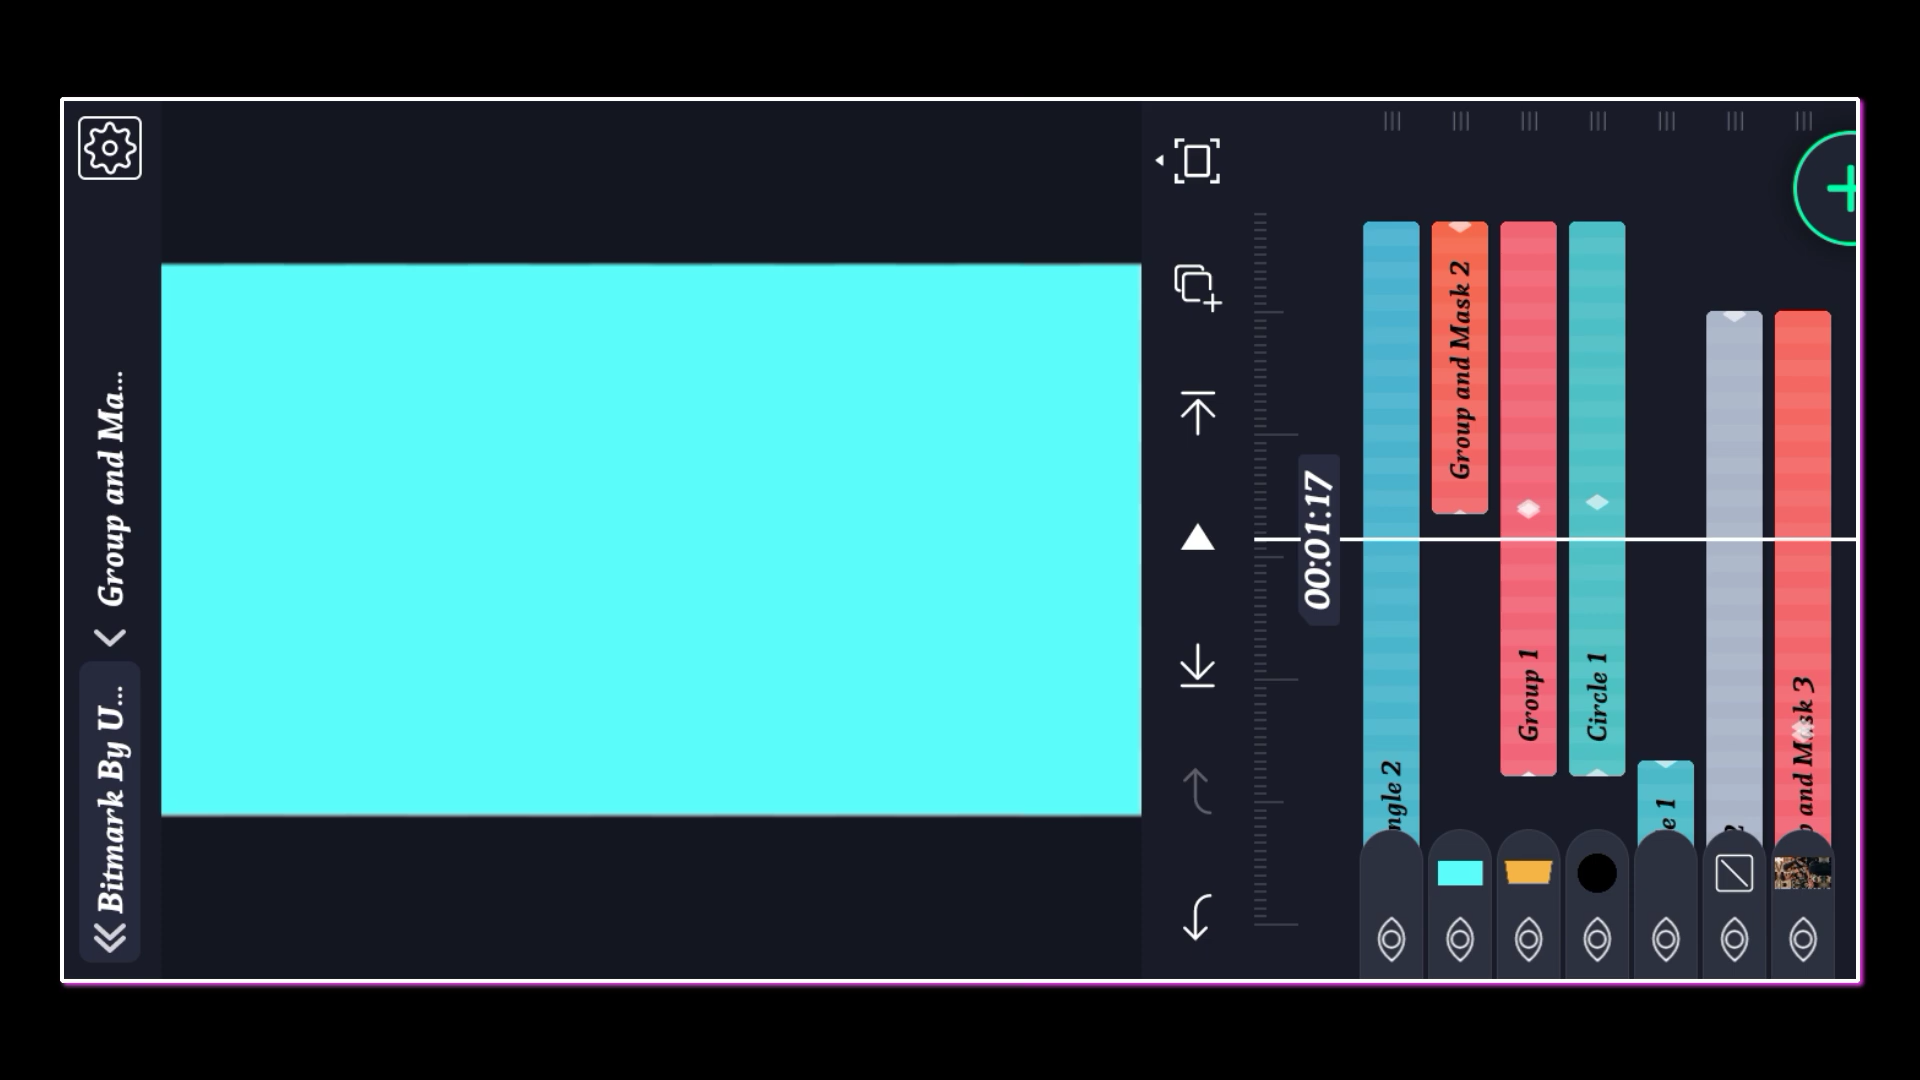 Bitmark By U...
Group and Ma...
00:01:17
ngle 2
Group and Mask 2
Group 1
Circle 1
e 1
2
and Mask 3